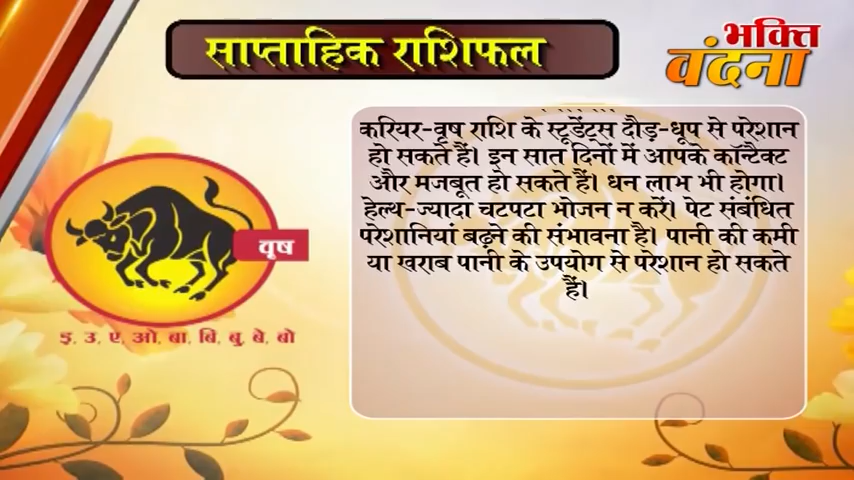 साप्ताहिक राशिफल
भक्ति
वंदना
करियर-वृष राशि के स्टूडेंट्स दौड़-धूप से परेशान
हो सकते हैं। इन सात दिनों में आपके कॉन्टैक्ट
और मजबूत हो सकते हैं। धन लाभ भी होगा।
हेल्थ-ज्यादा चटपटा भोजन न करें। पेट संबंधित
परेशानियां बढ़ने की संभावना है। पानी की कमी
या खराब पानी के उपयोग से परेशान हो सकते
हैं।
वृष
इ, उ, ए, ओ, बा, बि, बु, बे, बो